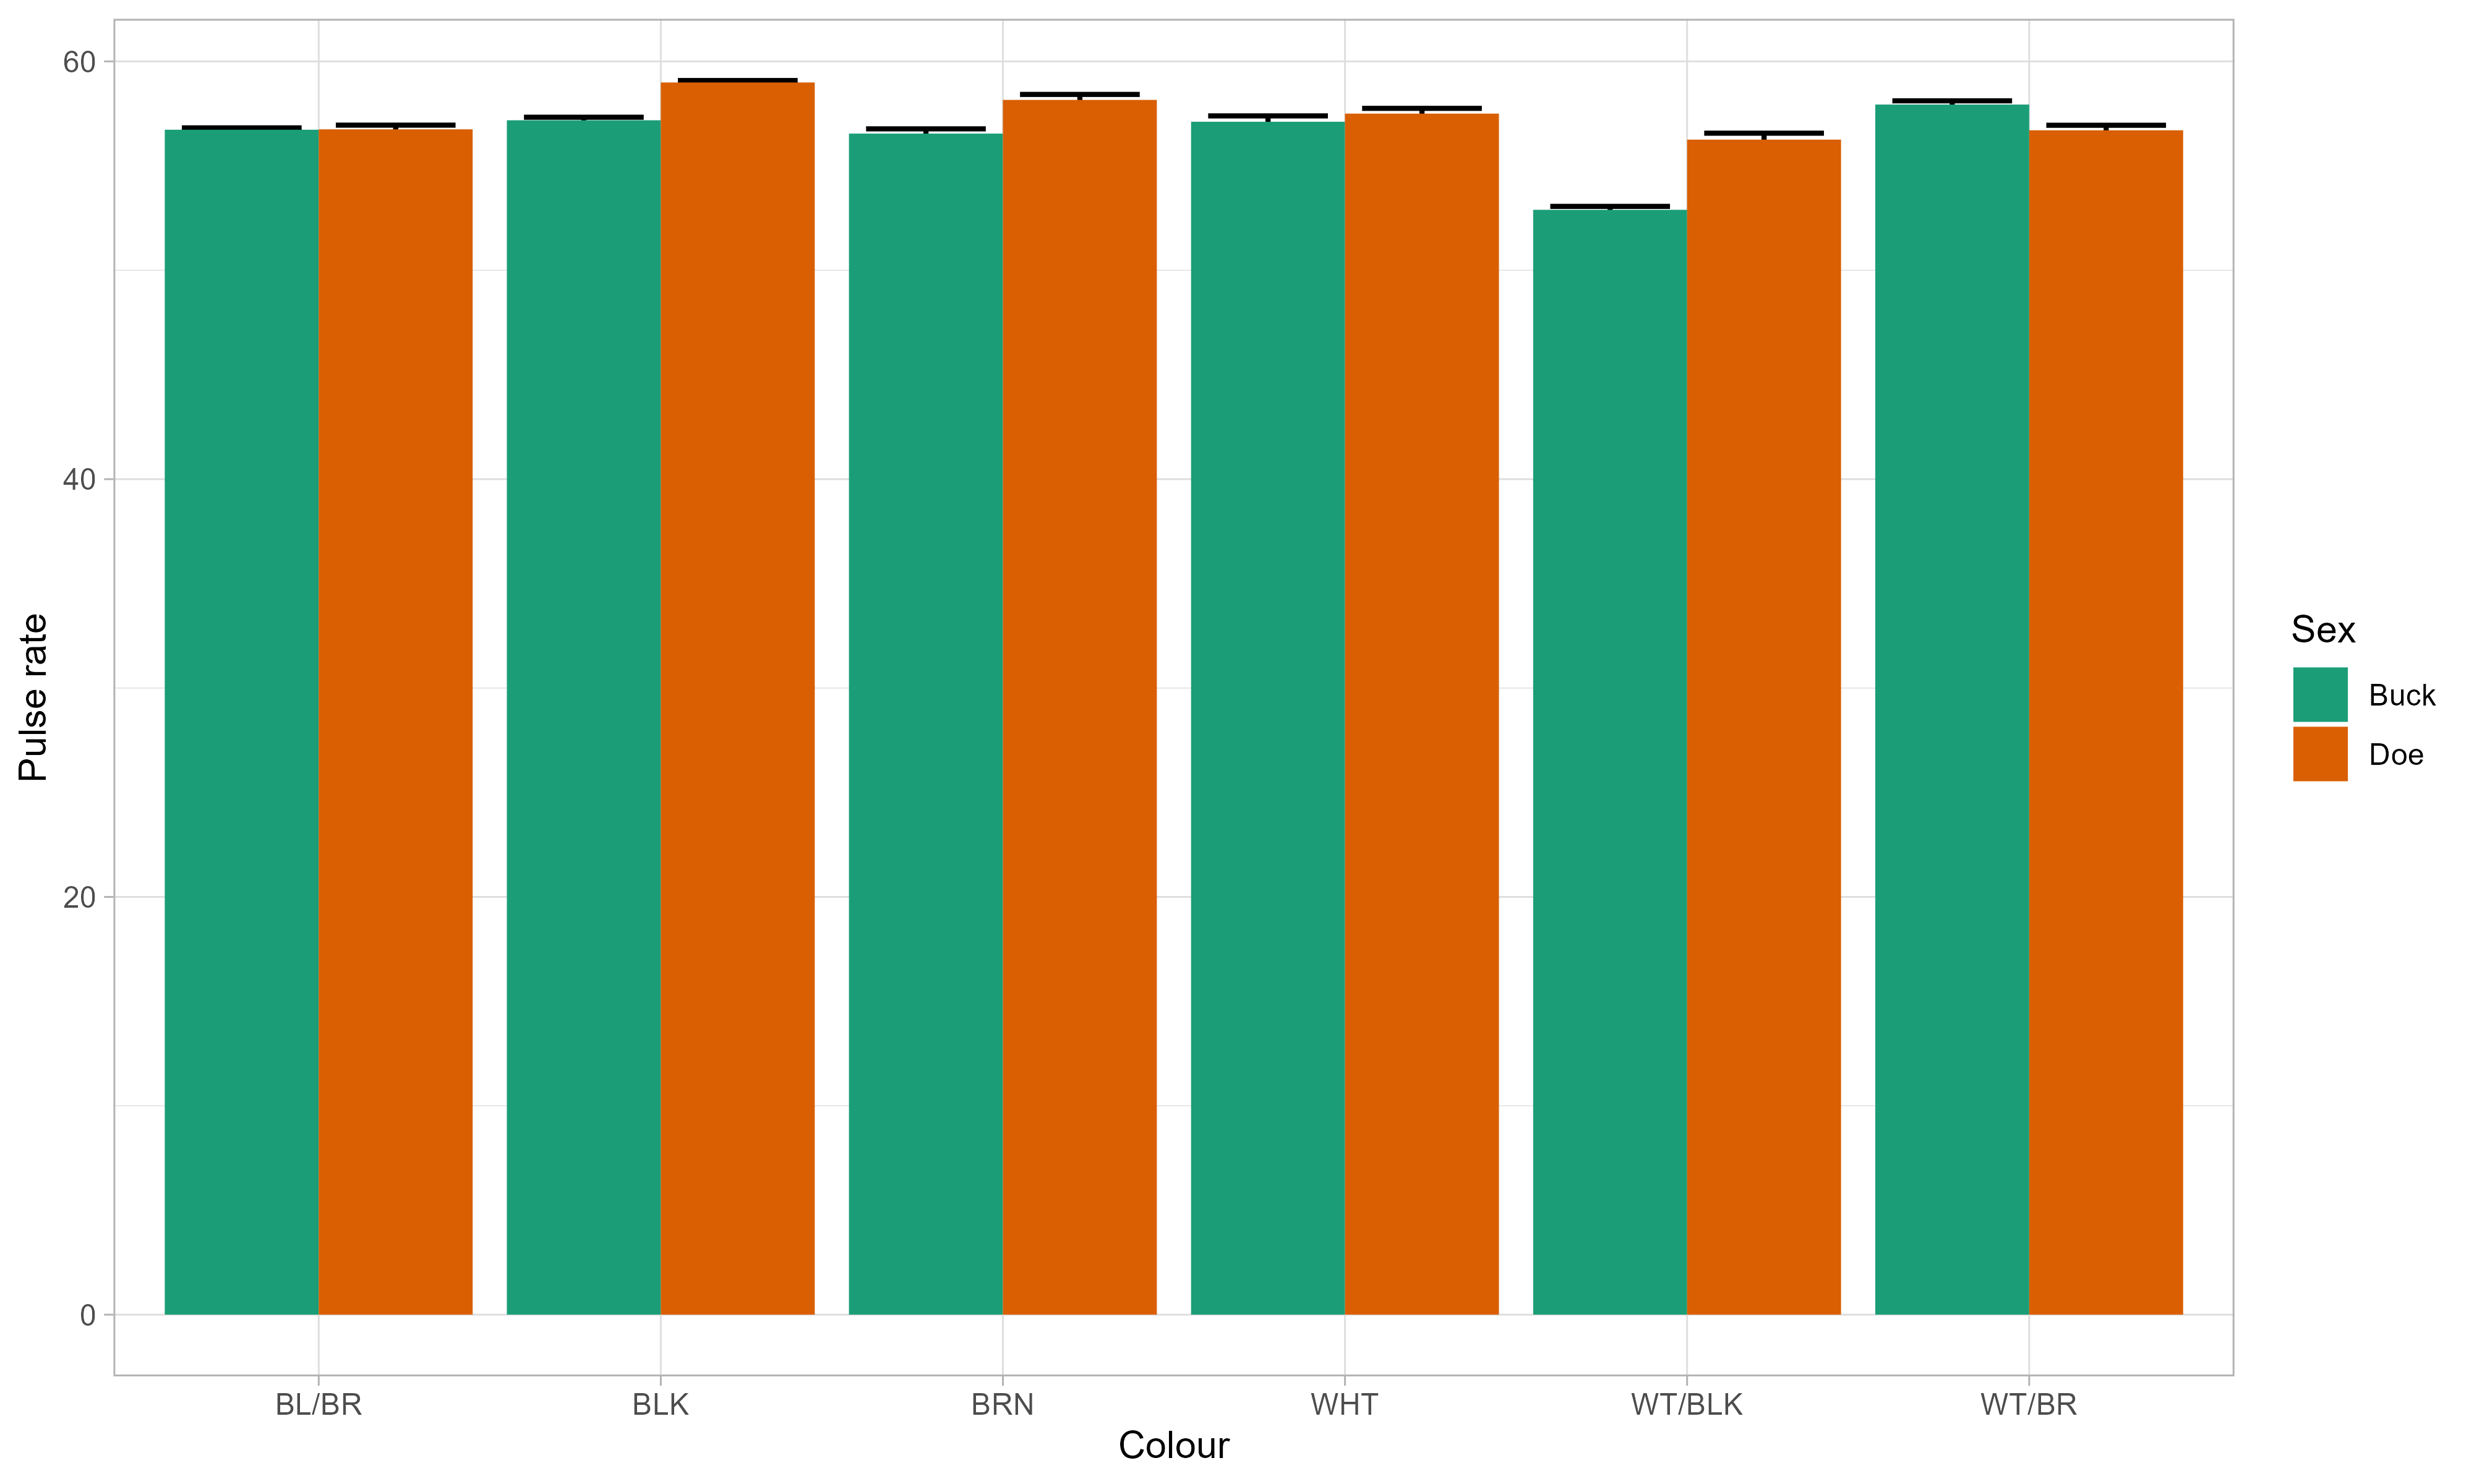 60
40
20
0
Pulse rate
BL/BR
BLK
BRN
WHT
WT/BLK
WT/BR
Colour
Sex
Buck
Doe